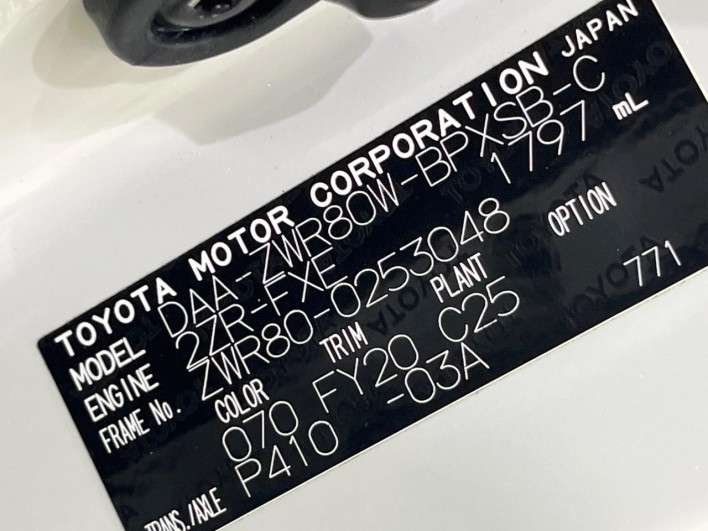 TOYOTA MOTOR CORPORATION JAPAN
MODEL DAA-ZWR80W-BPXSB-C
ENGINE 2ZR-FXE 1797 mL
FRAME No. ZWR80-0253048
COLOR TRIM PLANT OPTION
070 FY20 C25 771
TRANS./AXLE P410 -03A